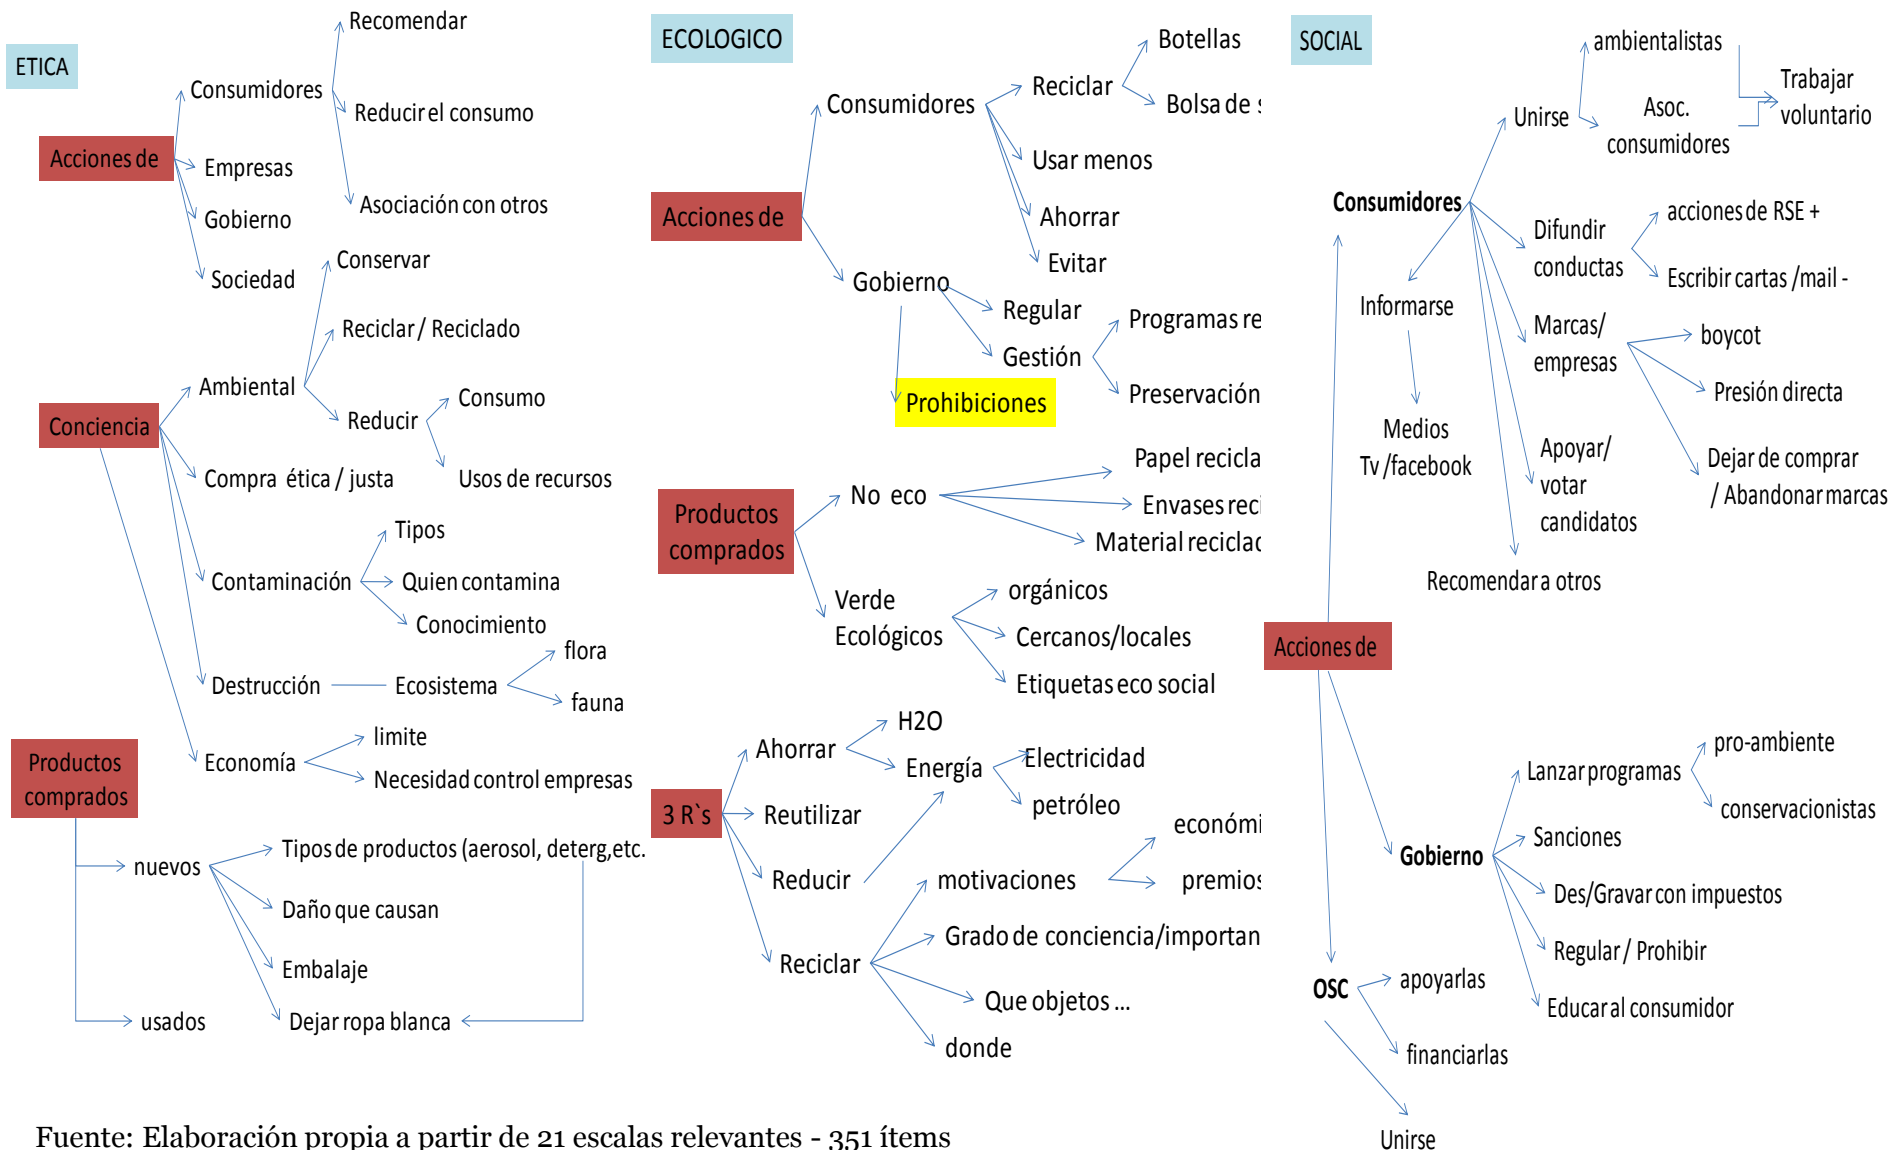 ETICA
Acciones de
Consumidores
Recomendar
Reducir el consumo
Asociación con otros
Empresas
Gobierno
Sociedad
Conciencia
Ambiental
Conservar
Reciclar / Reciclado
Reducir
Consumo
Usos de recursos
Compra ética / justa
Contaminación
Tipos
Quien contamina
Conocimiento
Destrucción
Ecosistema
flora
fauna
Economía
limite
Necesidad control empresas
Productos
comprados
nuevos
Tipos de productos (aerosol, deterg,etc.
Daño que causan
Embalaje
Dejar ropa blanca
usados
ECOLOGICO
Acciones de
Consumidores
Reciclar
Botellas
Bolsa de
Usar menos
Ahorrar
Evitar
Gobierno
Regular
Gestión
Programas
Preservación
Prohibiciones
Productos
comprados
No eco
Papel
Envases
Material
Verde
Ecológicos
orgánicos
Cercanos/locales
Etiquetas eco social
3 R`s
Ahorrar
H2O
Energía
Electricidad
petróleo
Reutilizar
Reducir
Reciclar
motivaciones
premios
Grado de conciencia/
Que objetos ...
donde
SOCIAL
Acciones de
Consumidores
Unirse
ambientalistas
Asoc.
consumidores
Trabajar
voluntario
Difundir
conductas
acciones de RSE +
Escribir cartas /mail -
Informarse
Medios
Tv /facebook
Marcas/
empresas
boycot
Presión directa
Dejar de comprar
/ Abandonar marcas
Apoyar/
votar
candidatos
Recomendar a otros
Gobierno
Lanzar programas
pro-ambiente
conservacionistas
Sanciones
Des/Gravar con impuestos
Regular / Prohibir
Educar al consumidor
OSC
apoyarlas
financiarlas
Unirse
Fuente: Elaboración propia a partir de 21 escalas relevantes - 351 ítems